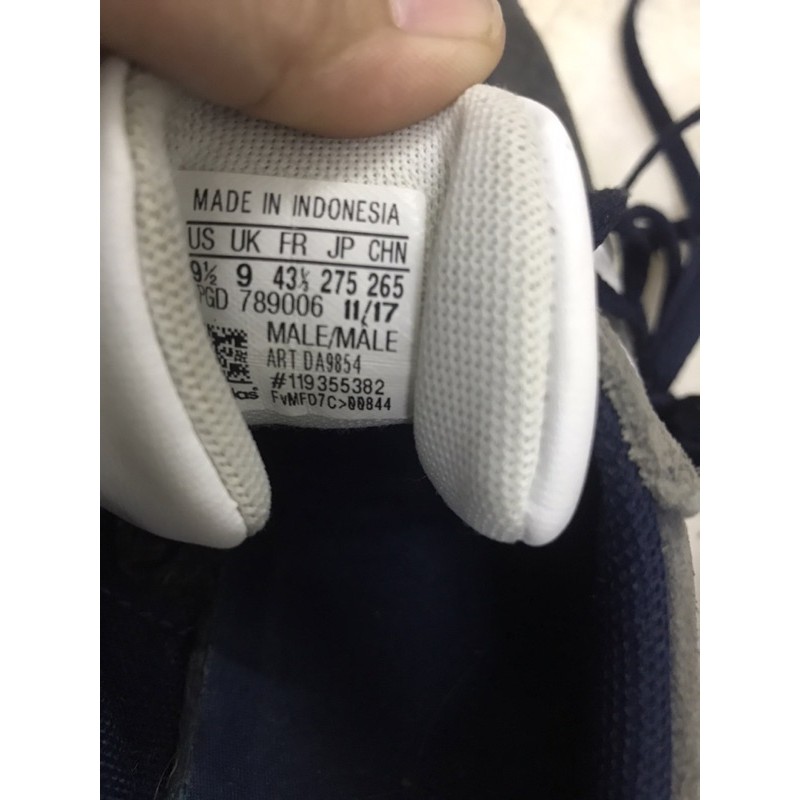 MADE IN INDONESIA
US UK FR JP CHN
9½ 9 43⅓ 275 265
PGD 789006 11/17
MALE/MÂLE
ART DA9854
#119355382
FvMFD7C>00844